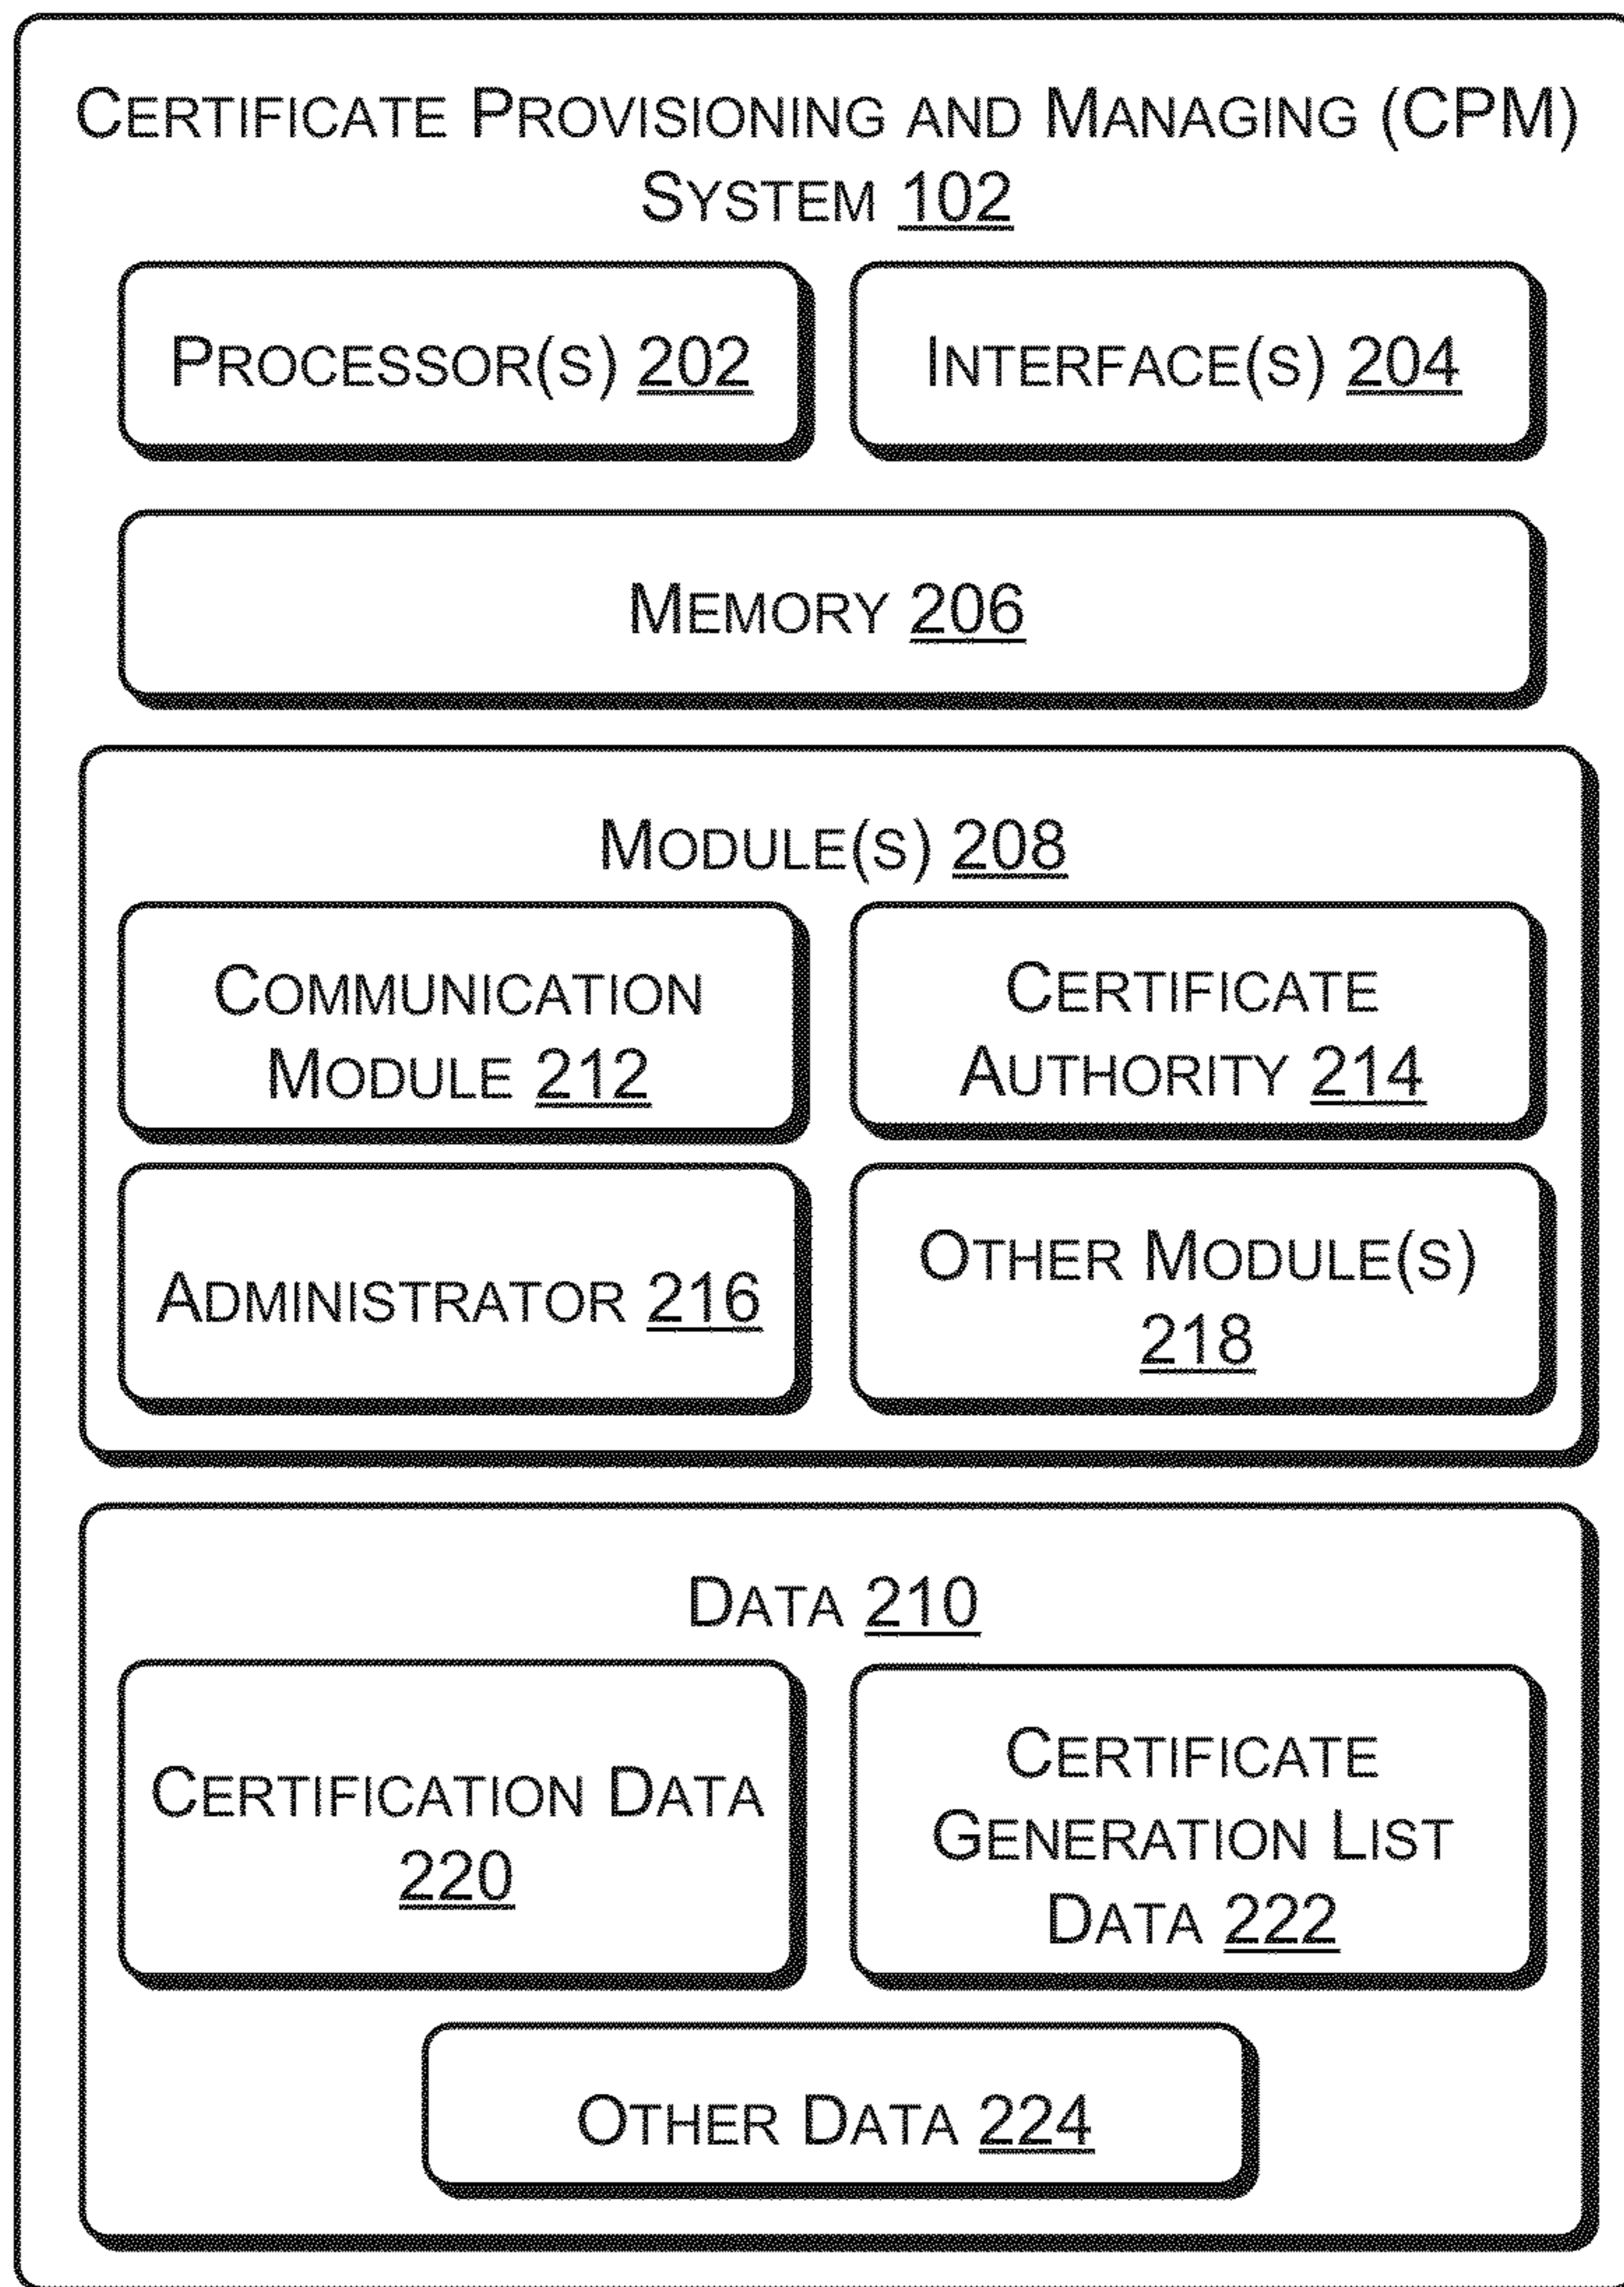 CERTIFICATE PROVISIONING AND MANAGING (CPM)
SYSTEM 102
PROCESSOR(S) 202
INTERFACE(S) 204
MEMORY 206
MODULE(S) 208
COMMUNICATION
MODULE 212
CERTIFICATE
AUTHORITY 214
ADMINISTRATOR 216
OTHER MODULE(S)
218
DATA 210
CERTIFICATION DATA
220
CERTIFICATE
GENERATION LIST
DATA 222
OTHER DATA 224